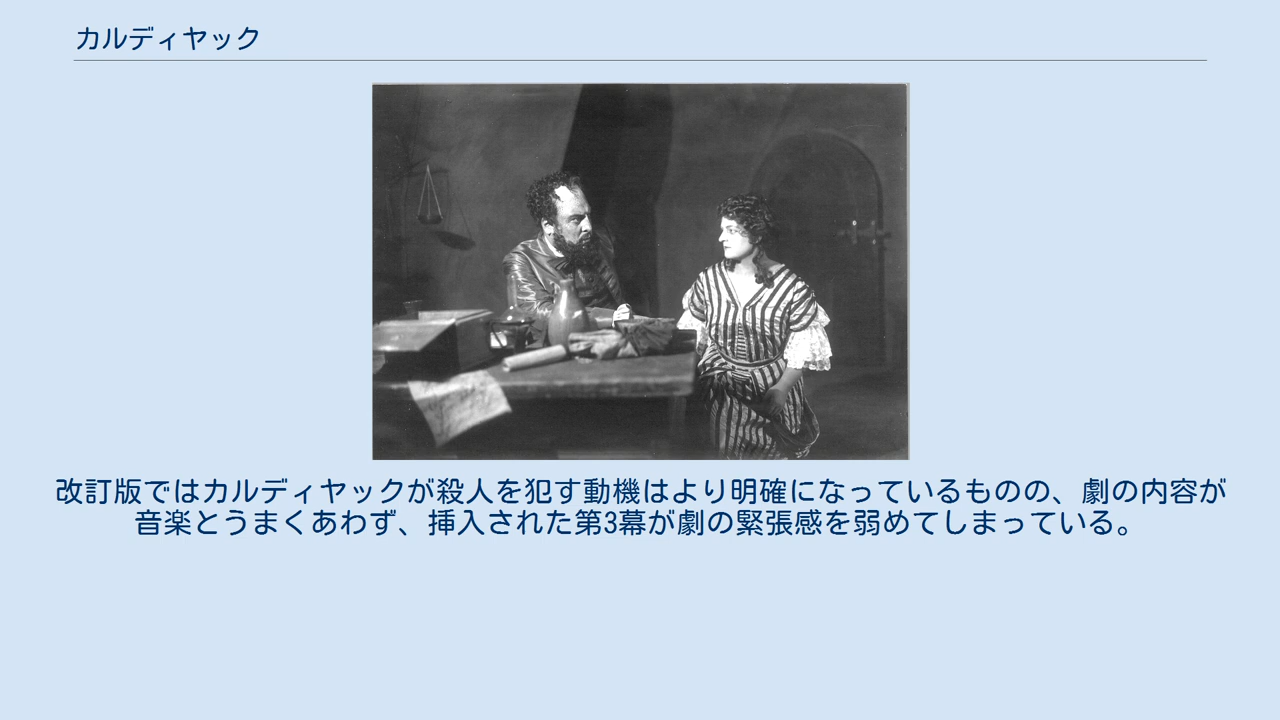 カルディヤック
改訂版ではカルディヤックが殺人を犯す動機はより明確になっているものの、劇の内容が
音楽とうまくあわず、挿入された第3幕が劇の緊張感を弱めてしまっている。